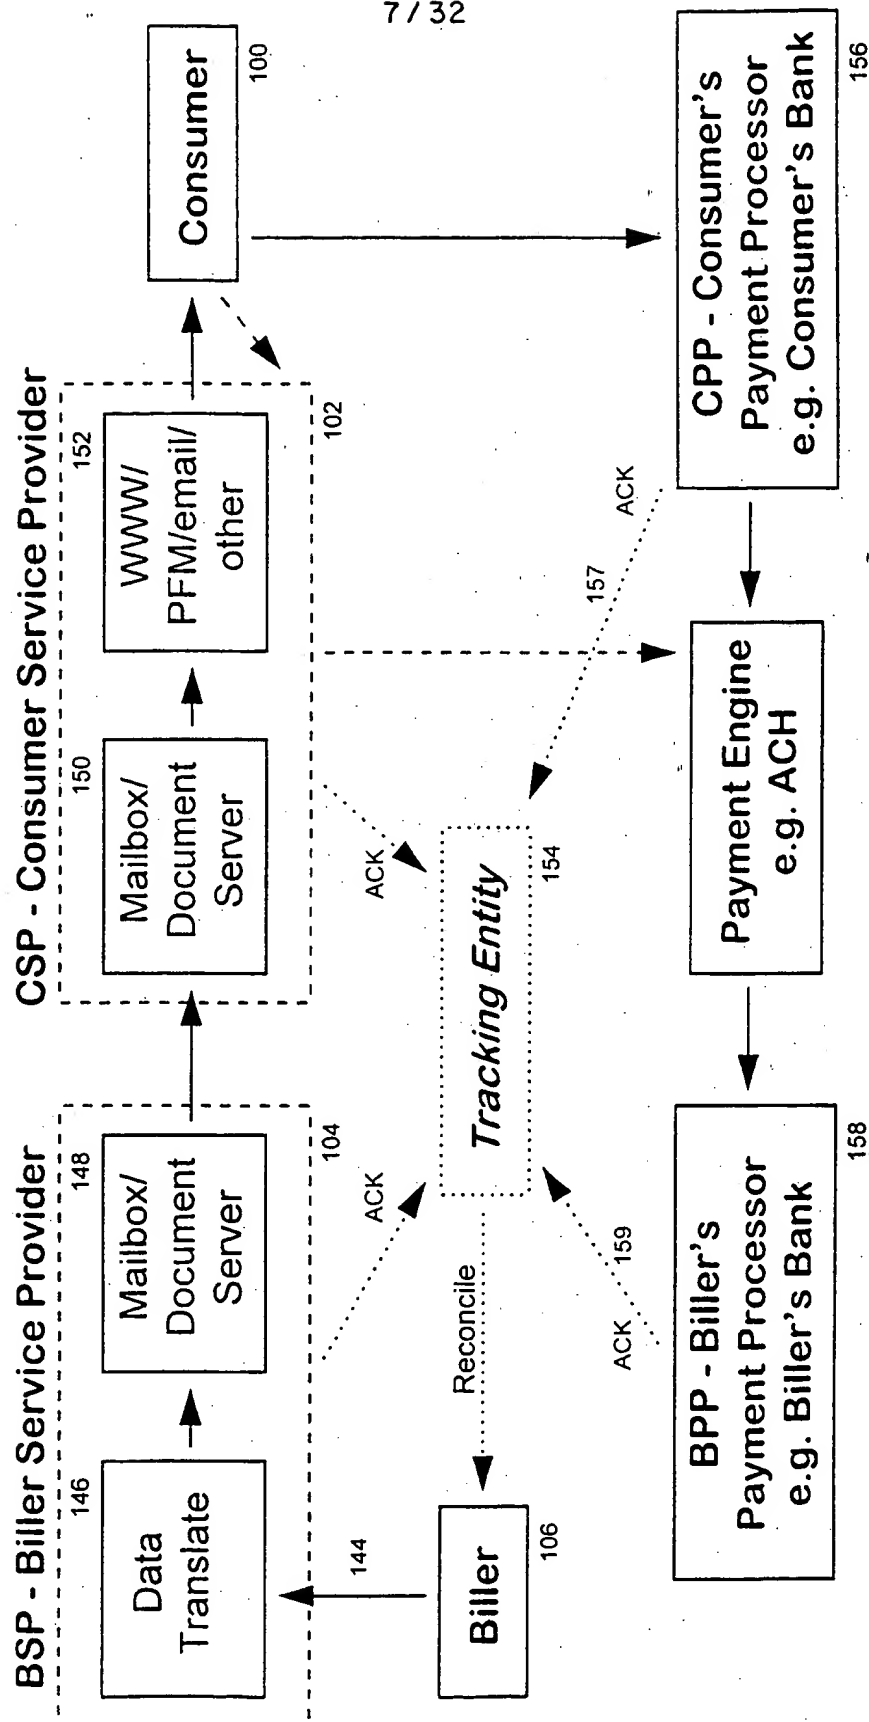 7/32
BSP - Biller Service Provider
CSP - Consumer Service Provider
146
Data
Translate
148
Mailbox/
Document
Server
150
Mailbox/
Document
Server
152
WWW/
PFM/email/
other
Consumer
100
104
102
144
ACK
ACK
ACK
157
Biller
106
Reconcile
Tracking Entity
154
ACK
159
BPP - Biller's
Payment Processor
e.g. Biller's Bank
158
Payment Engine
e.g. ACH
CPP - Consumer's
Payment Processor
e.g. Consumer's Bank
156